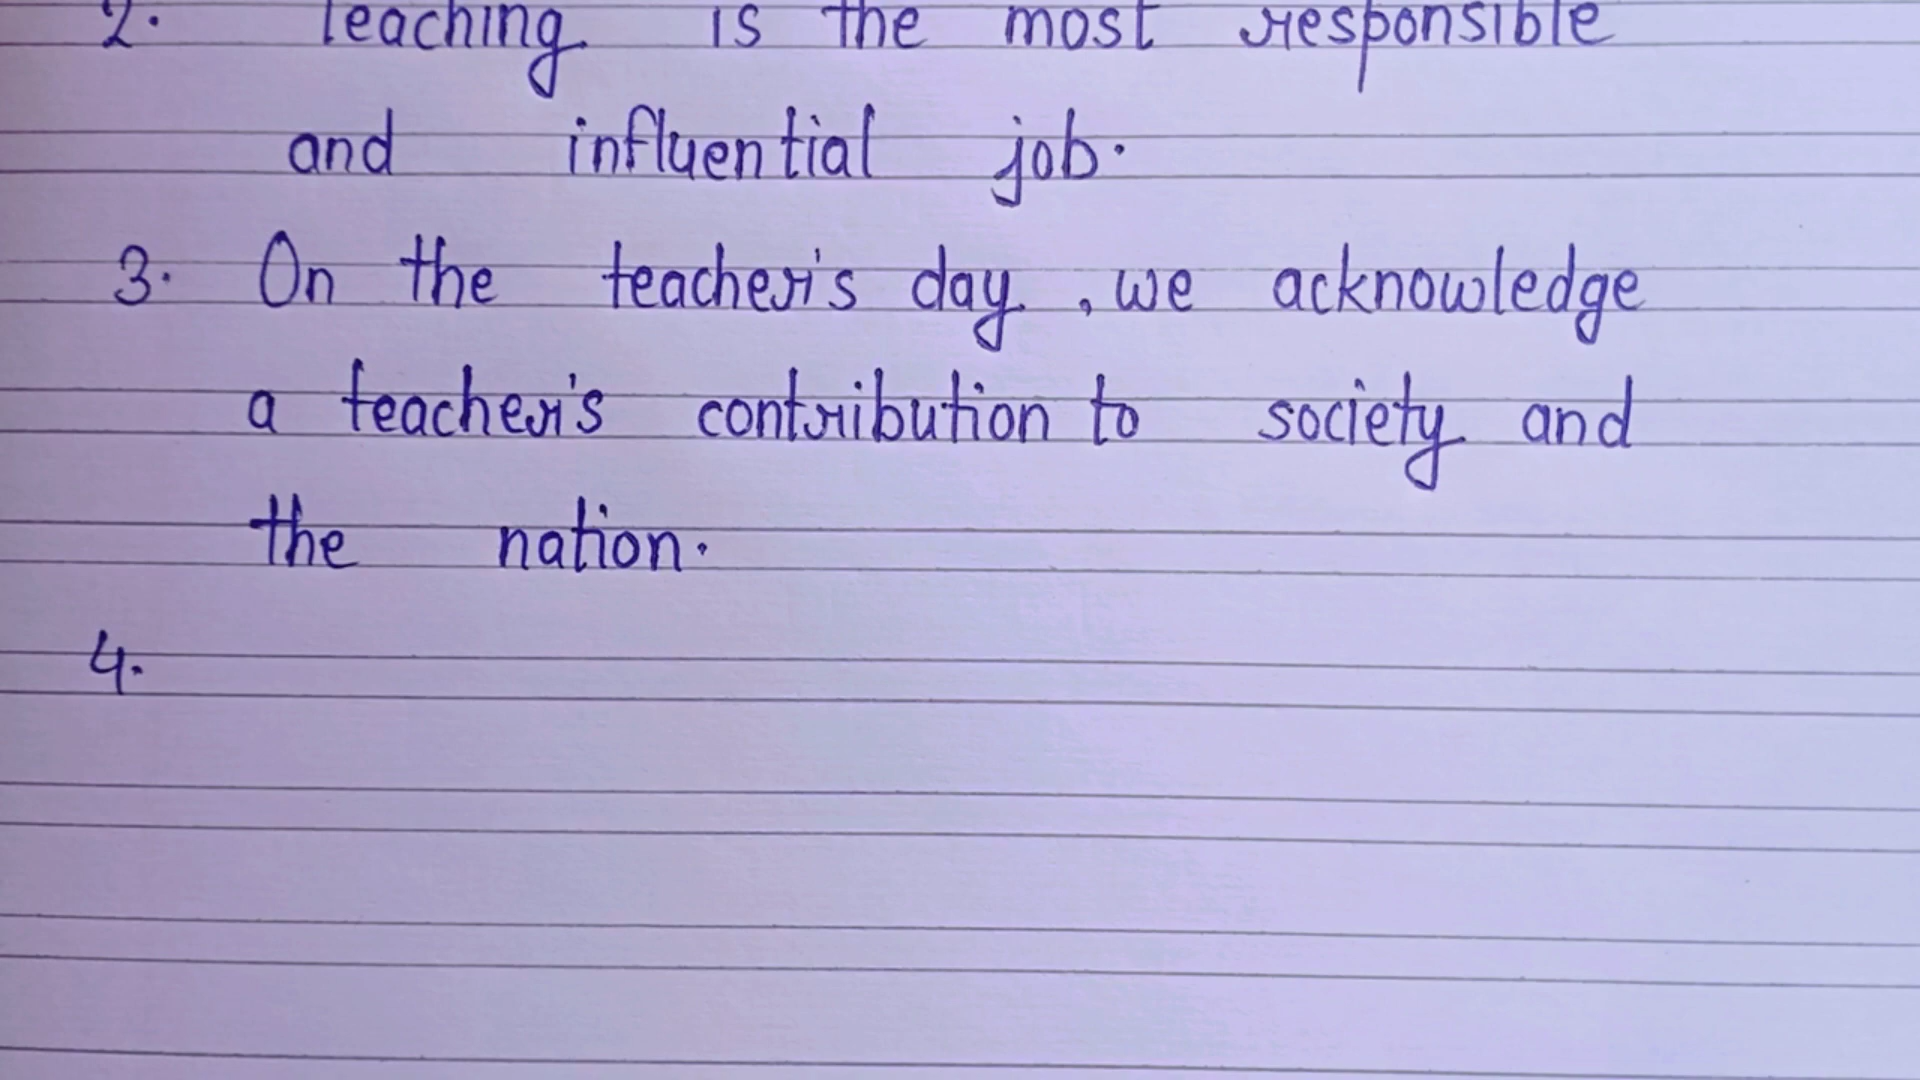 2. Teaching is the most responsible
and influential job.
3. On the teacher's day, we acknowledge
a teacher's contribution to society and
the nation.
4.